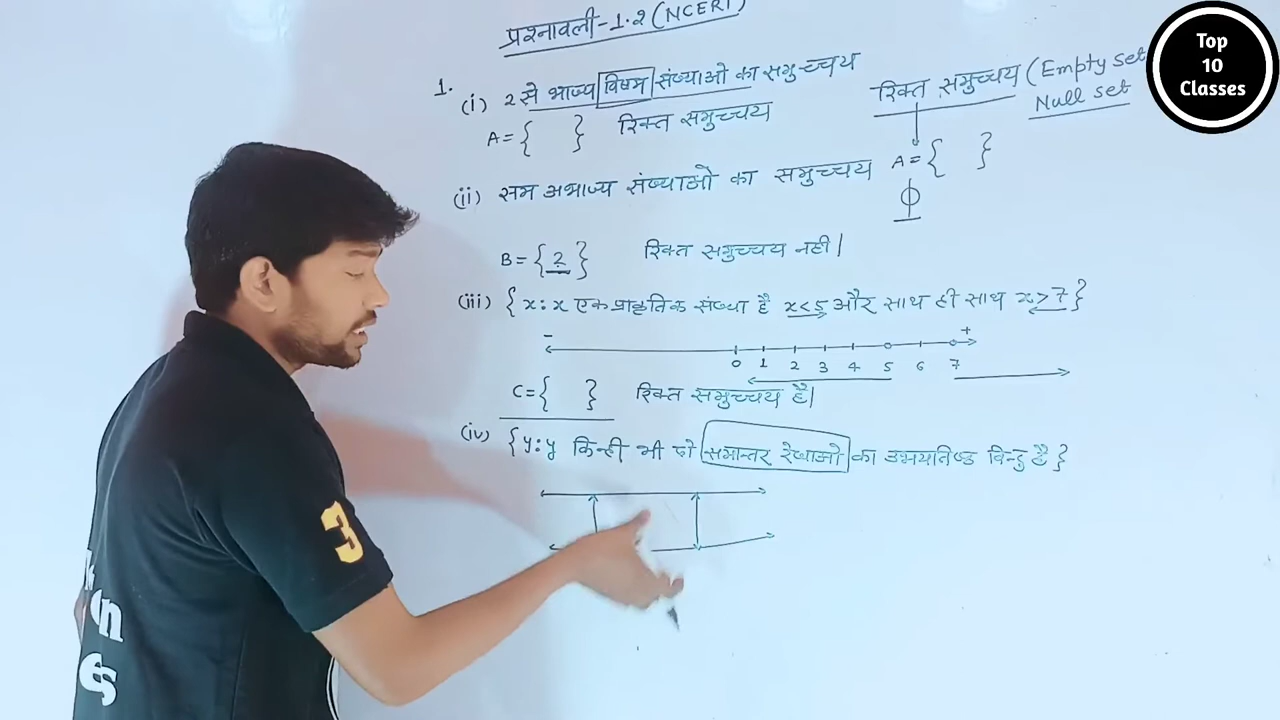 प्रश्नावली-1.2 (NCERT)
Top
10
Classes
1.
(i) 2 से भाज्य विषम संख्याओं का समुच्चय
A = { } रिक्त समुच्चय
रिक्त समुच्चय (Empty set
Null set
A = { }
Φ
(ii) सम अभाज्य संख्याओं का समुच्चय
B = { 2 } रिक्त समुच्चय नही।
(iii) { x : x एक प्राकृतिक संख्या है x < 5 और साथ ही साथ x > 7 }
- +
0 1 2 3 4 5 6 7
C = { } रिक्त समुच्चय है।
(iv) { y : y किन्ही भी दो समान्तर रेखाओं का उभयनिष्ठ बिन्दु है }
3